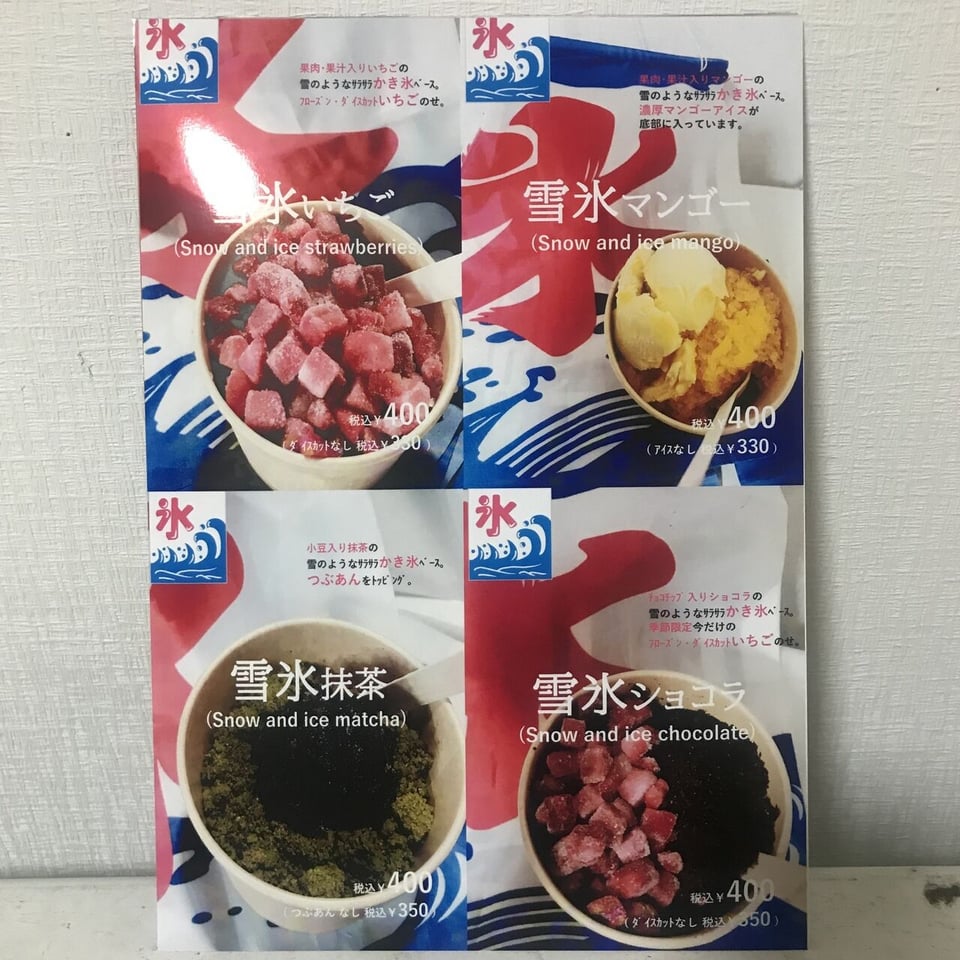 氷
果肉・果汁入りいちごの
雪のようなｻﾗｻﾗかき氷ﾍﾞｰｽ。
ﾌﾛｰｽﾞﾝ・ﾀﾞｲｽｶｯﾄいちごのせ。
雪氷いちご
(Snow and ice strawberries)
税込￥400
(ﾀﾞｲｽｶｯﾄなし 税込￥330)
氷
果肉・果汁入りマンゴーの
雪のようなｻﾗｻﾗかき氷ﾍﾞｰｽ。
濃厚マンゴーアイスが
底部に入っています。
雪氷マンゴー
(Snow and ice mango)
税込￥400
(ｱｲｽなし 税込￥330)
氷
小豆入り抹茶の
雪のようなｻﾗｻﾗかき氷ﾍﾞｰｽ。
つぶあんをﾄｯﾋﾟﾝｸﾞ。
雪氷抹茶
(Snow and ice matcha)
税込￥400
(つぶあんなし 税込￥350)
氷
ﾁｮｺﾁｯﾌﾟ入りショコラの
雪のようなｻﾗｻﾗかき氷ﾍﾞｰｽ。
季節限定今だけの
ﾌﾛｰｽﾞﾝ・ﾀﾞｲｽｶｯﾄいちごのせ。
雪氷ショコラ
(Snow and ice chocolate)
税込￥400
(ﾀﾞｲｽｶｯﾄなし 税込￥350)